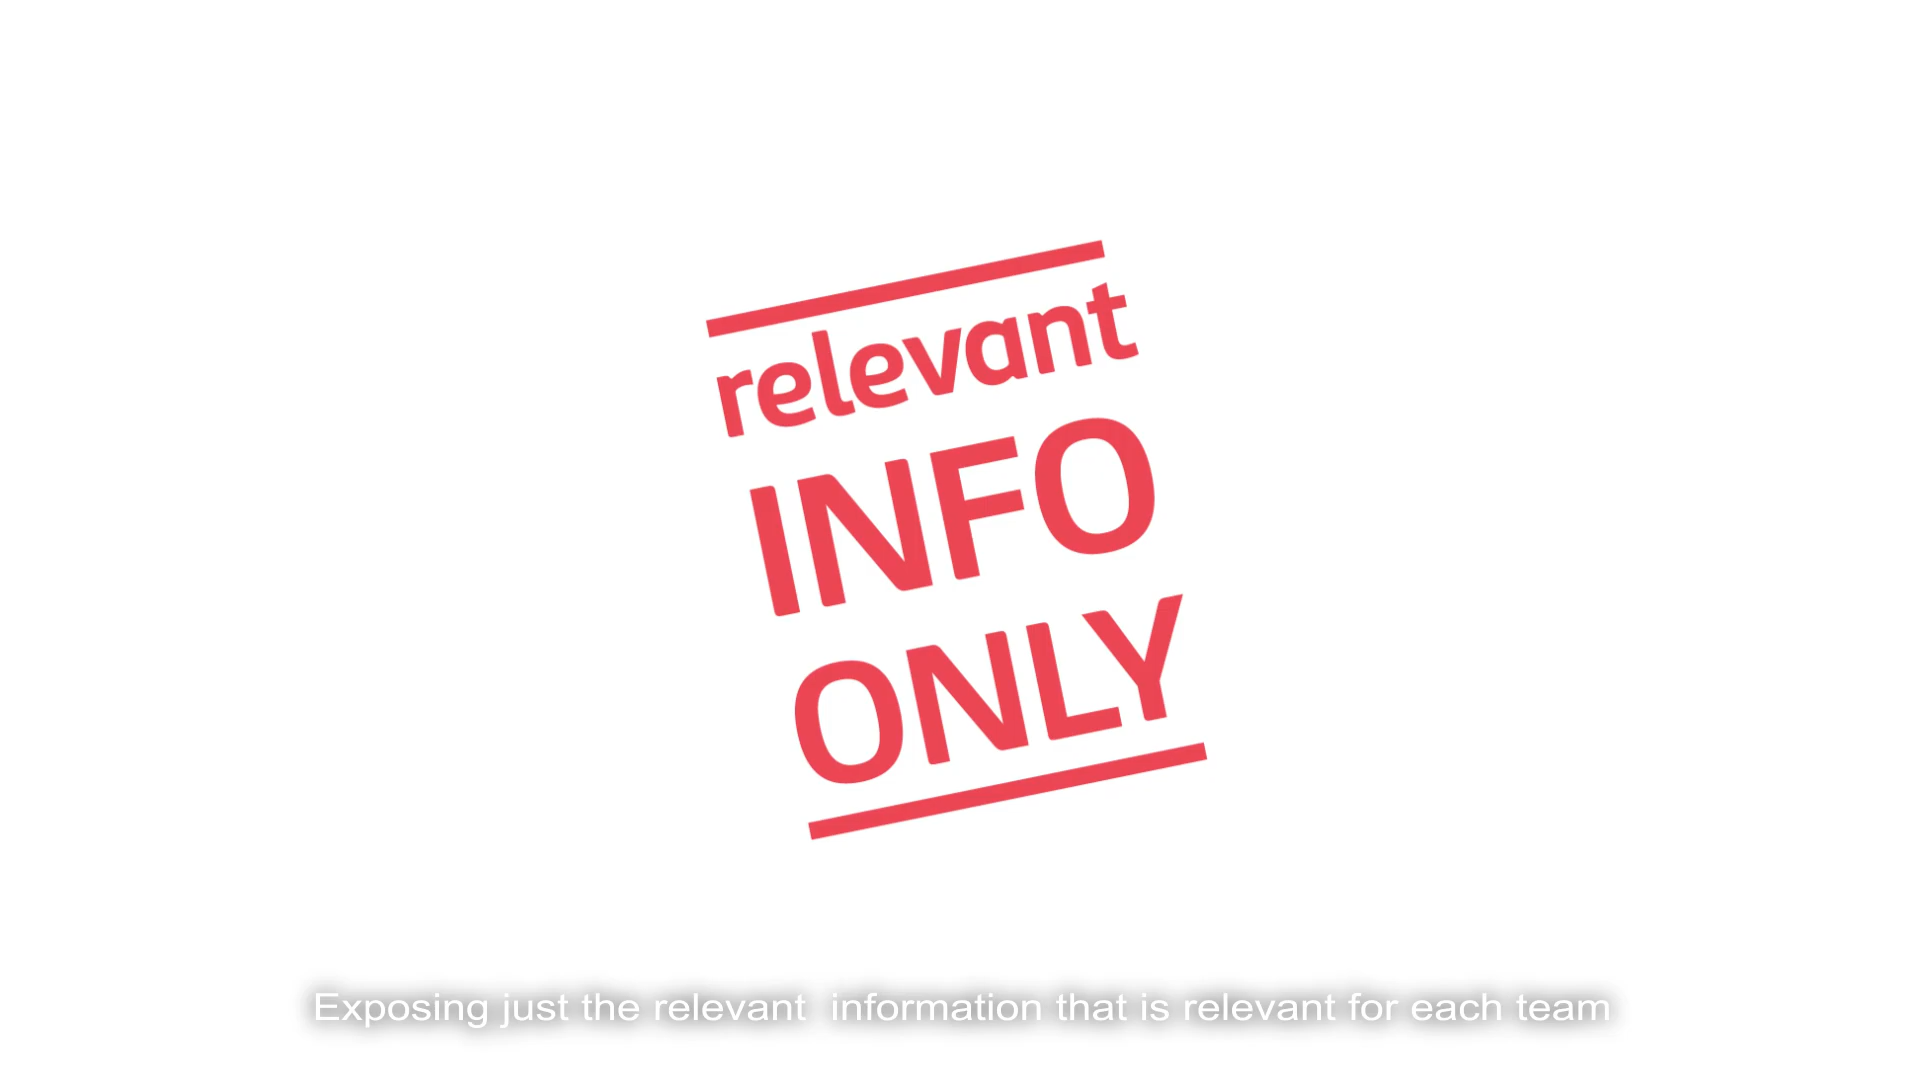 relevant
INFO
ONLY
Exposing just the relevant  information that is relevant for each team